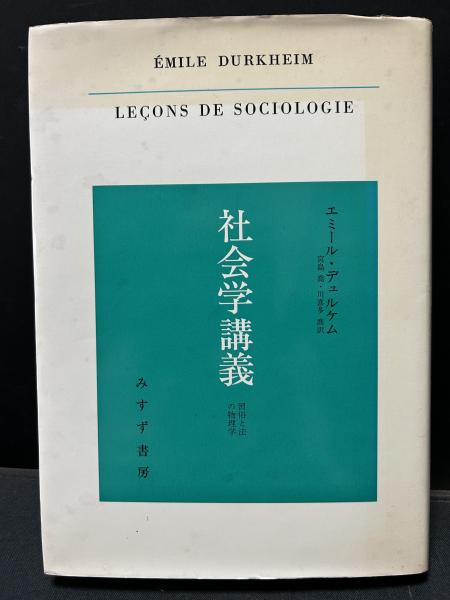 ÉMILE DURKHEIM
LEÇONS DE SOCIOLOGIE
エミール・デュルケム
宮島 喬・川喜多 喬訳
社会学講義
習俗と法
の物理学
みすず書房